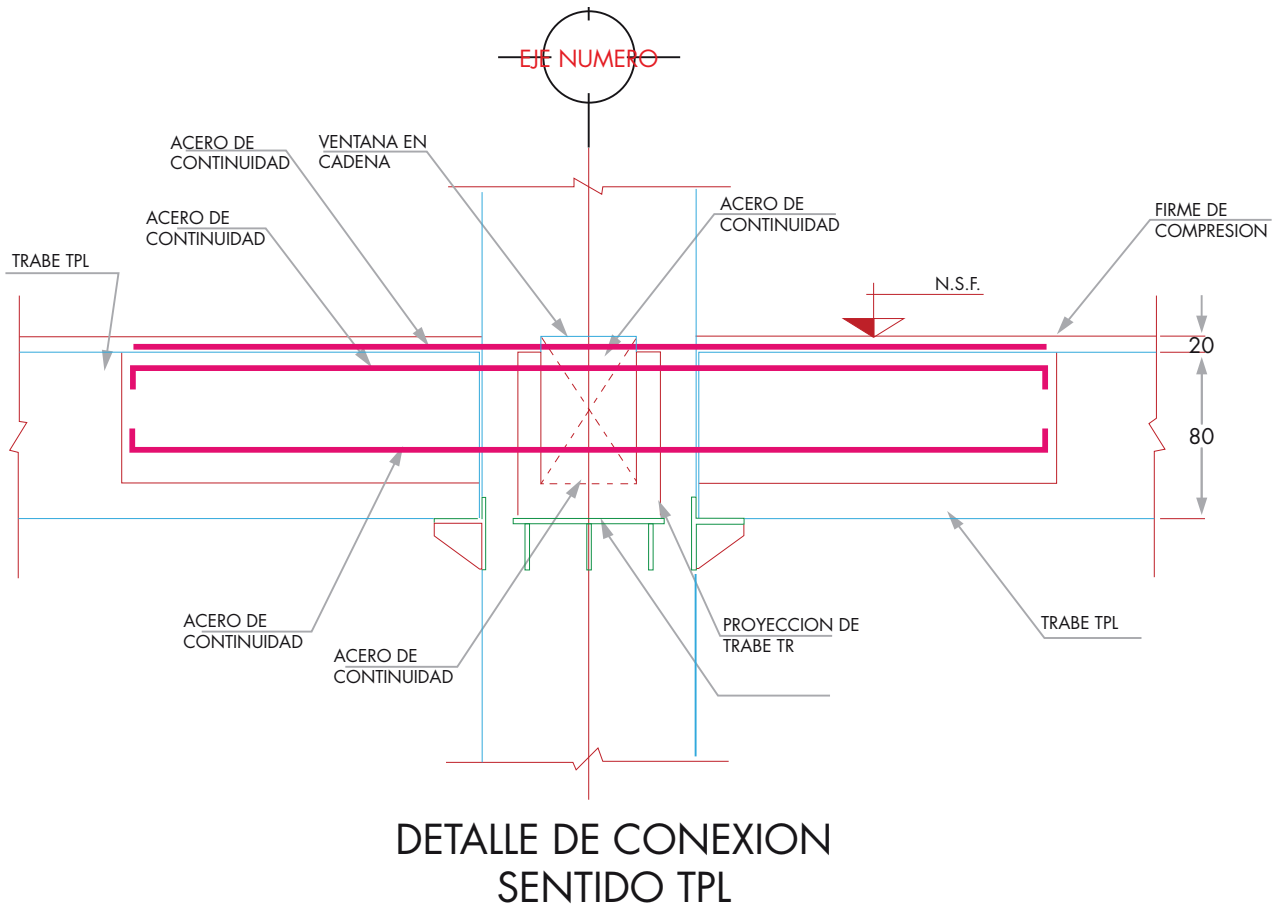 EJE NUMERO
ACERO DE
CONTINUIDAD
VENTANA EN
CADENA
ACERO DE
CONTINUIDAD
ACERO DE
CONTINUIDAD
FIRME DE
COMPRESION
TRABE TPL
N.S.F.
20
80
ACERO DE
CONTINUIDAD
ACERO DE
CONTINUIDAD
PROYECCION DE
TRABE TR
TRABE TPL
DETALLE DE CONEXION
SENTIDO TPL